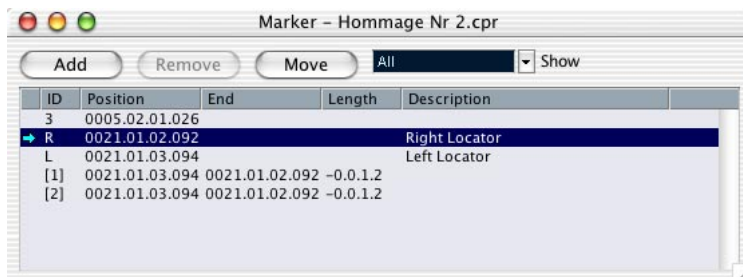 Marker – Hommage Nr 2.cpr
Add Remove Move All Show
ID Position End Length Description
3 0005.02.01.026
R 0021.01.02.092 Right Locator
L 0021.01.03.094 Left Locator
[1] 0021.01.03.094 0021.01.02.092 –0.0.1.2
[2] 0021.01.03.094 0021.01.02.092 –0.0.1.2